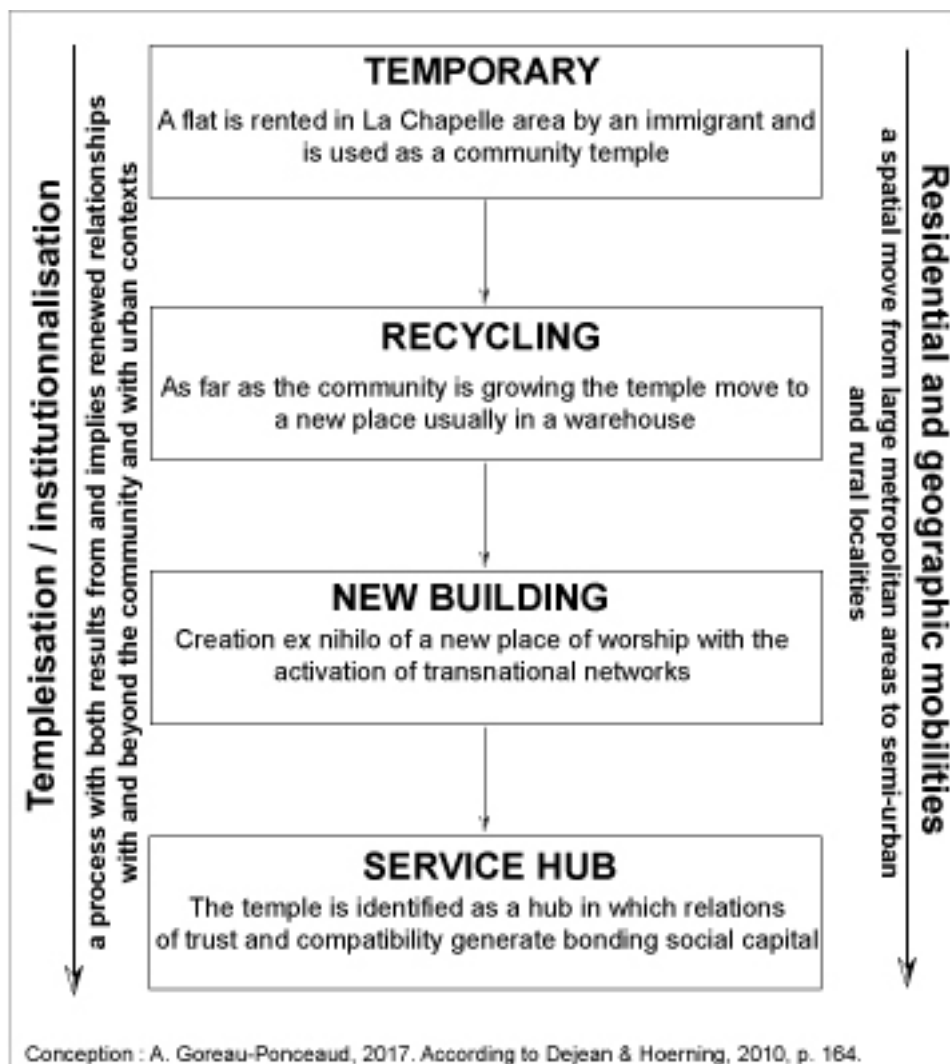 TEMPORARY
A flat is rented in La Chapelle area by an immigrant and
is used as a community temple
RECYCLING
As far as the community is growing the temple move to
a new place usually in a warehouse
NEW BUILDING
Creation ex nihilo of a new place of worship with the
activation of transnational networks
SERVICE HUB
The temple is identified as a hub in which relations
of trust and compatibility generate bonding social capital
Templeisation / institutionnalisation
a process with both results from and implies renewed relationships
with and beyond the community and with urban contexts
Residential and geographic mobilities
a spatial move from large metropolitan areas to semi-urban
and rural localities
Conception : A. Goreau-Ponceaud, 2017. According to Dejean & Hoerning, 2010, p. 164.